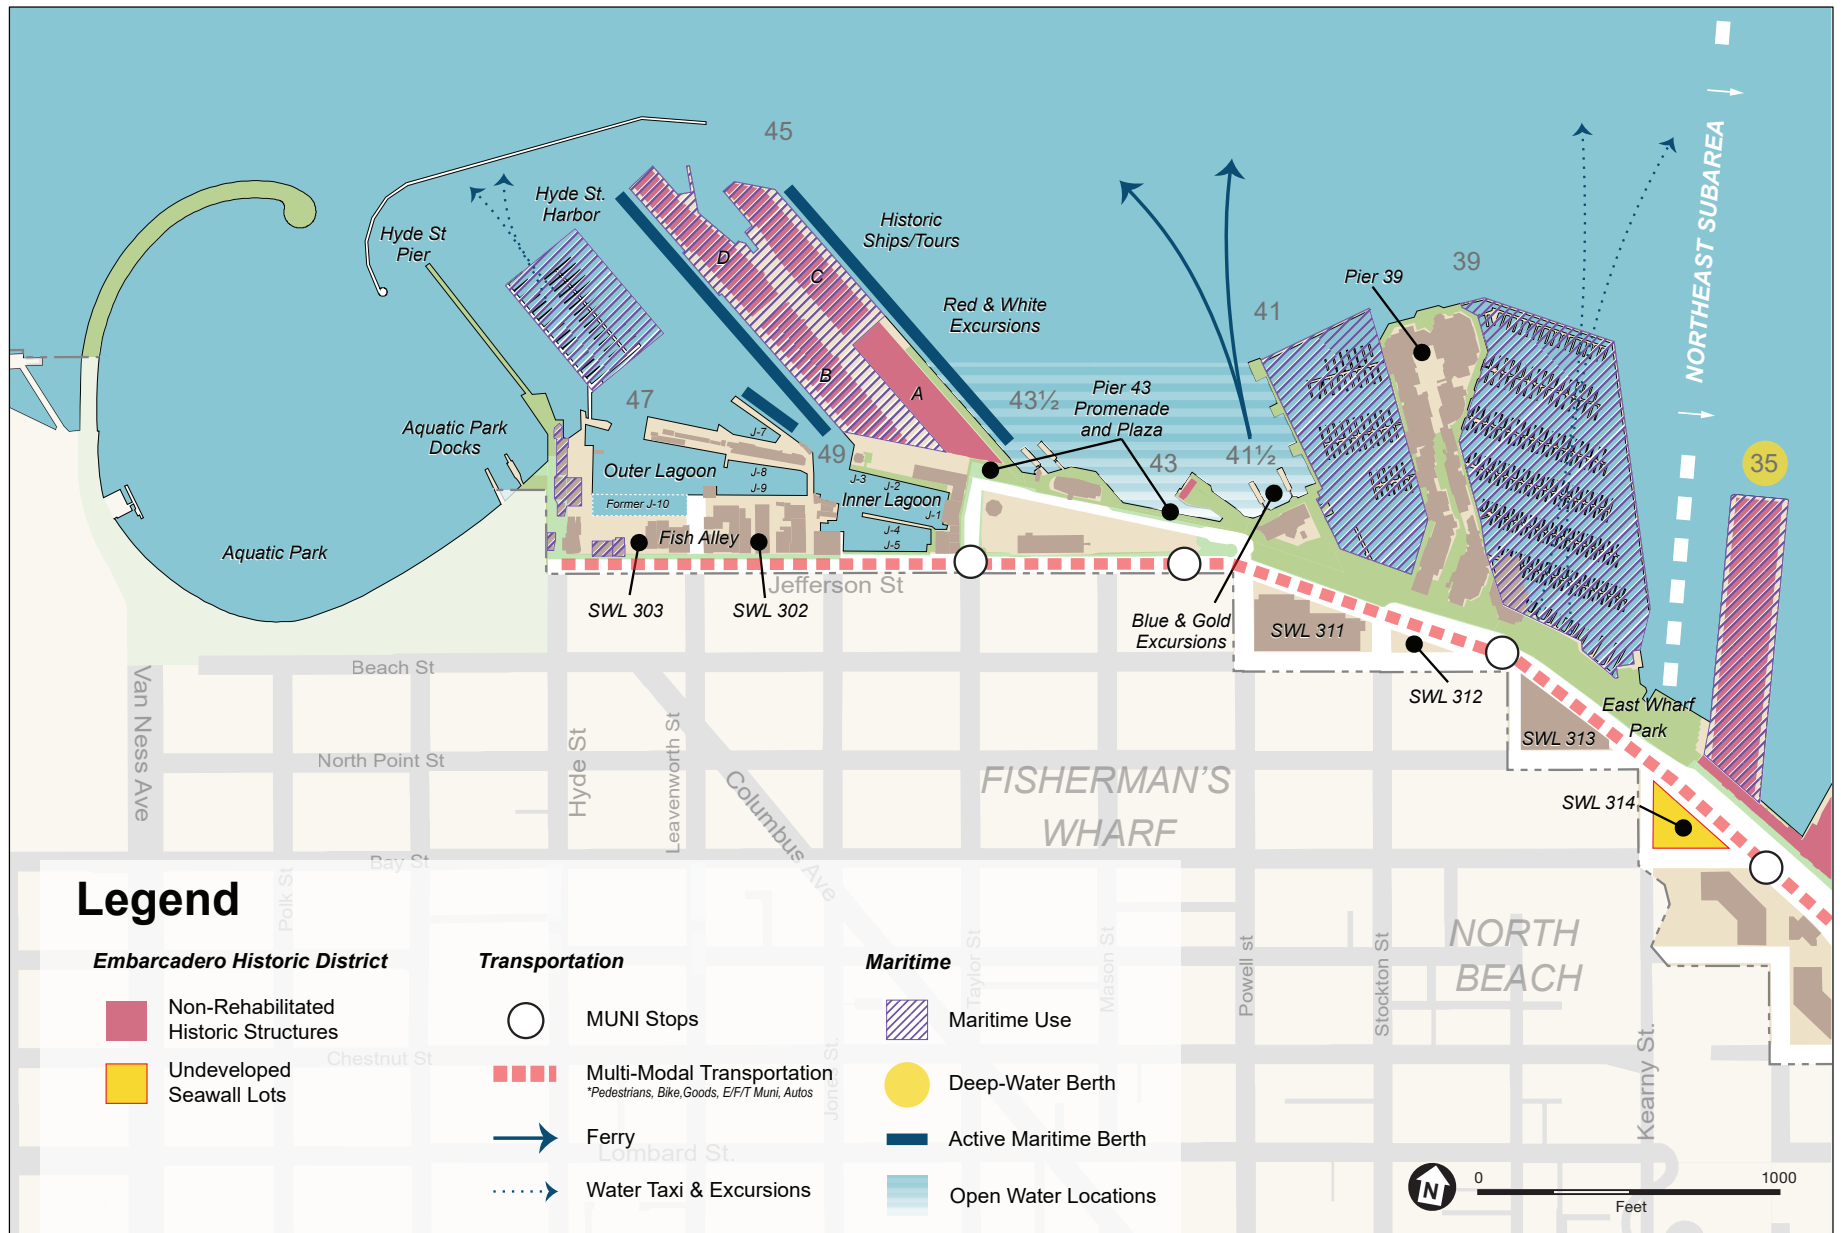 45
Hyde St.
Harbor
Hyde St
Pier
Historic
Ships/Tours
NORTHEAST SUBAREA
D
C
39
Pier 39
Red & White
Excursions
41
B
A
47
43½
Pier 43
Promenade
and Plaza
Aquatic Park
Docks
J-7
49
43
41½
35
Outer Lagoon
J-8
J-9
J-3
J-2
Inner Lagoon
J-1
Former J-10
Fish Alley
J-4
J-5
Aquatic Park
Jefferson St
SWL 303
SWL 302
Blue & Gold
Excursions
SWL 311
SWL 312
East Wharf
Park
SWL 313
SWL 314
Beach St
Van Ness Ave
North Point St
Hyde St
Leavenworth St
Columbus Ave
FISHERMAN'S
WHARF
Bay St
Polk St
NORTH
BEACH
Taylor St
Mason St
Powell st
Stockton St
Kearny St.
Chestnut St
Jones St.
Lombard St.
Legend
Embarcadero Historic District
Non-Rehabilitated
Historic Structures
Undeveloped
Seawall Lots
Transportation
MUNI Stops
Multi-Modal Transportation
*Pedestrians, Bike,Goods, E/F/T Muni, Autos
Ferry
Water Taxi & Excursions
Maritime
Maritime Use
Deep-Water Berth
Active Maritime Berth
Open Water Locations
N
0
1000
Feet